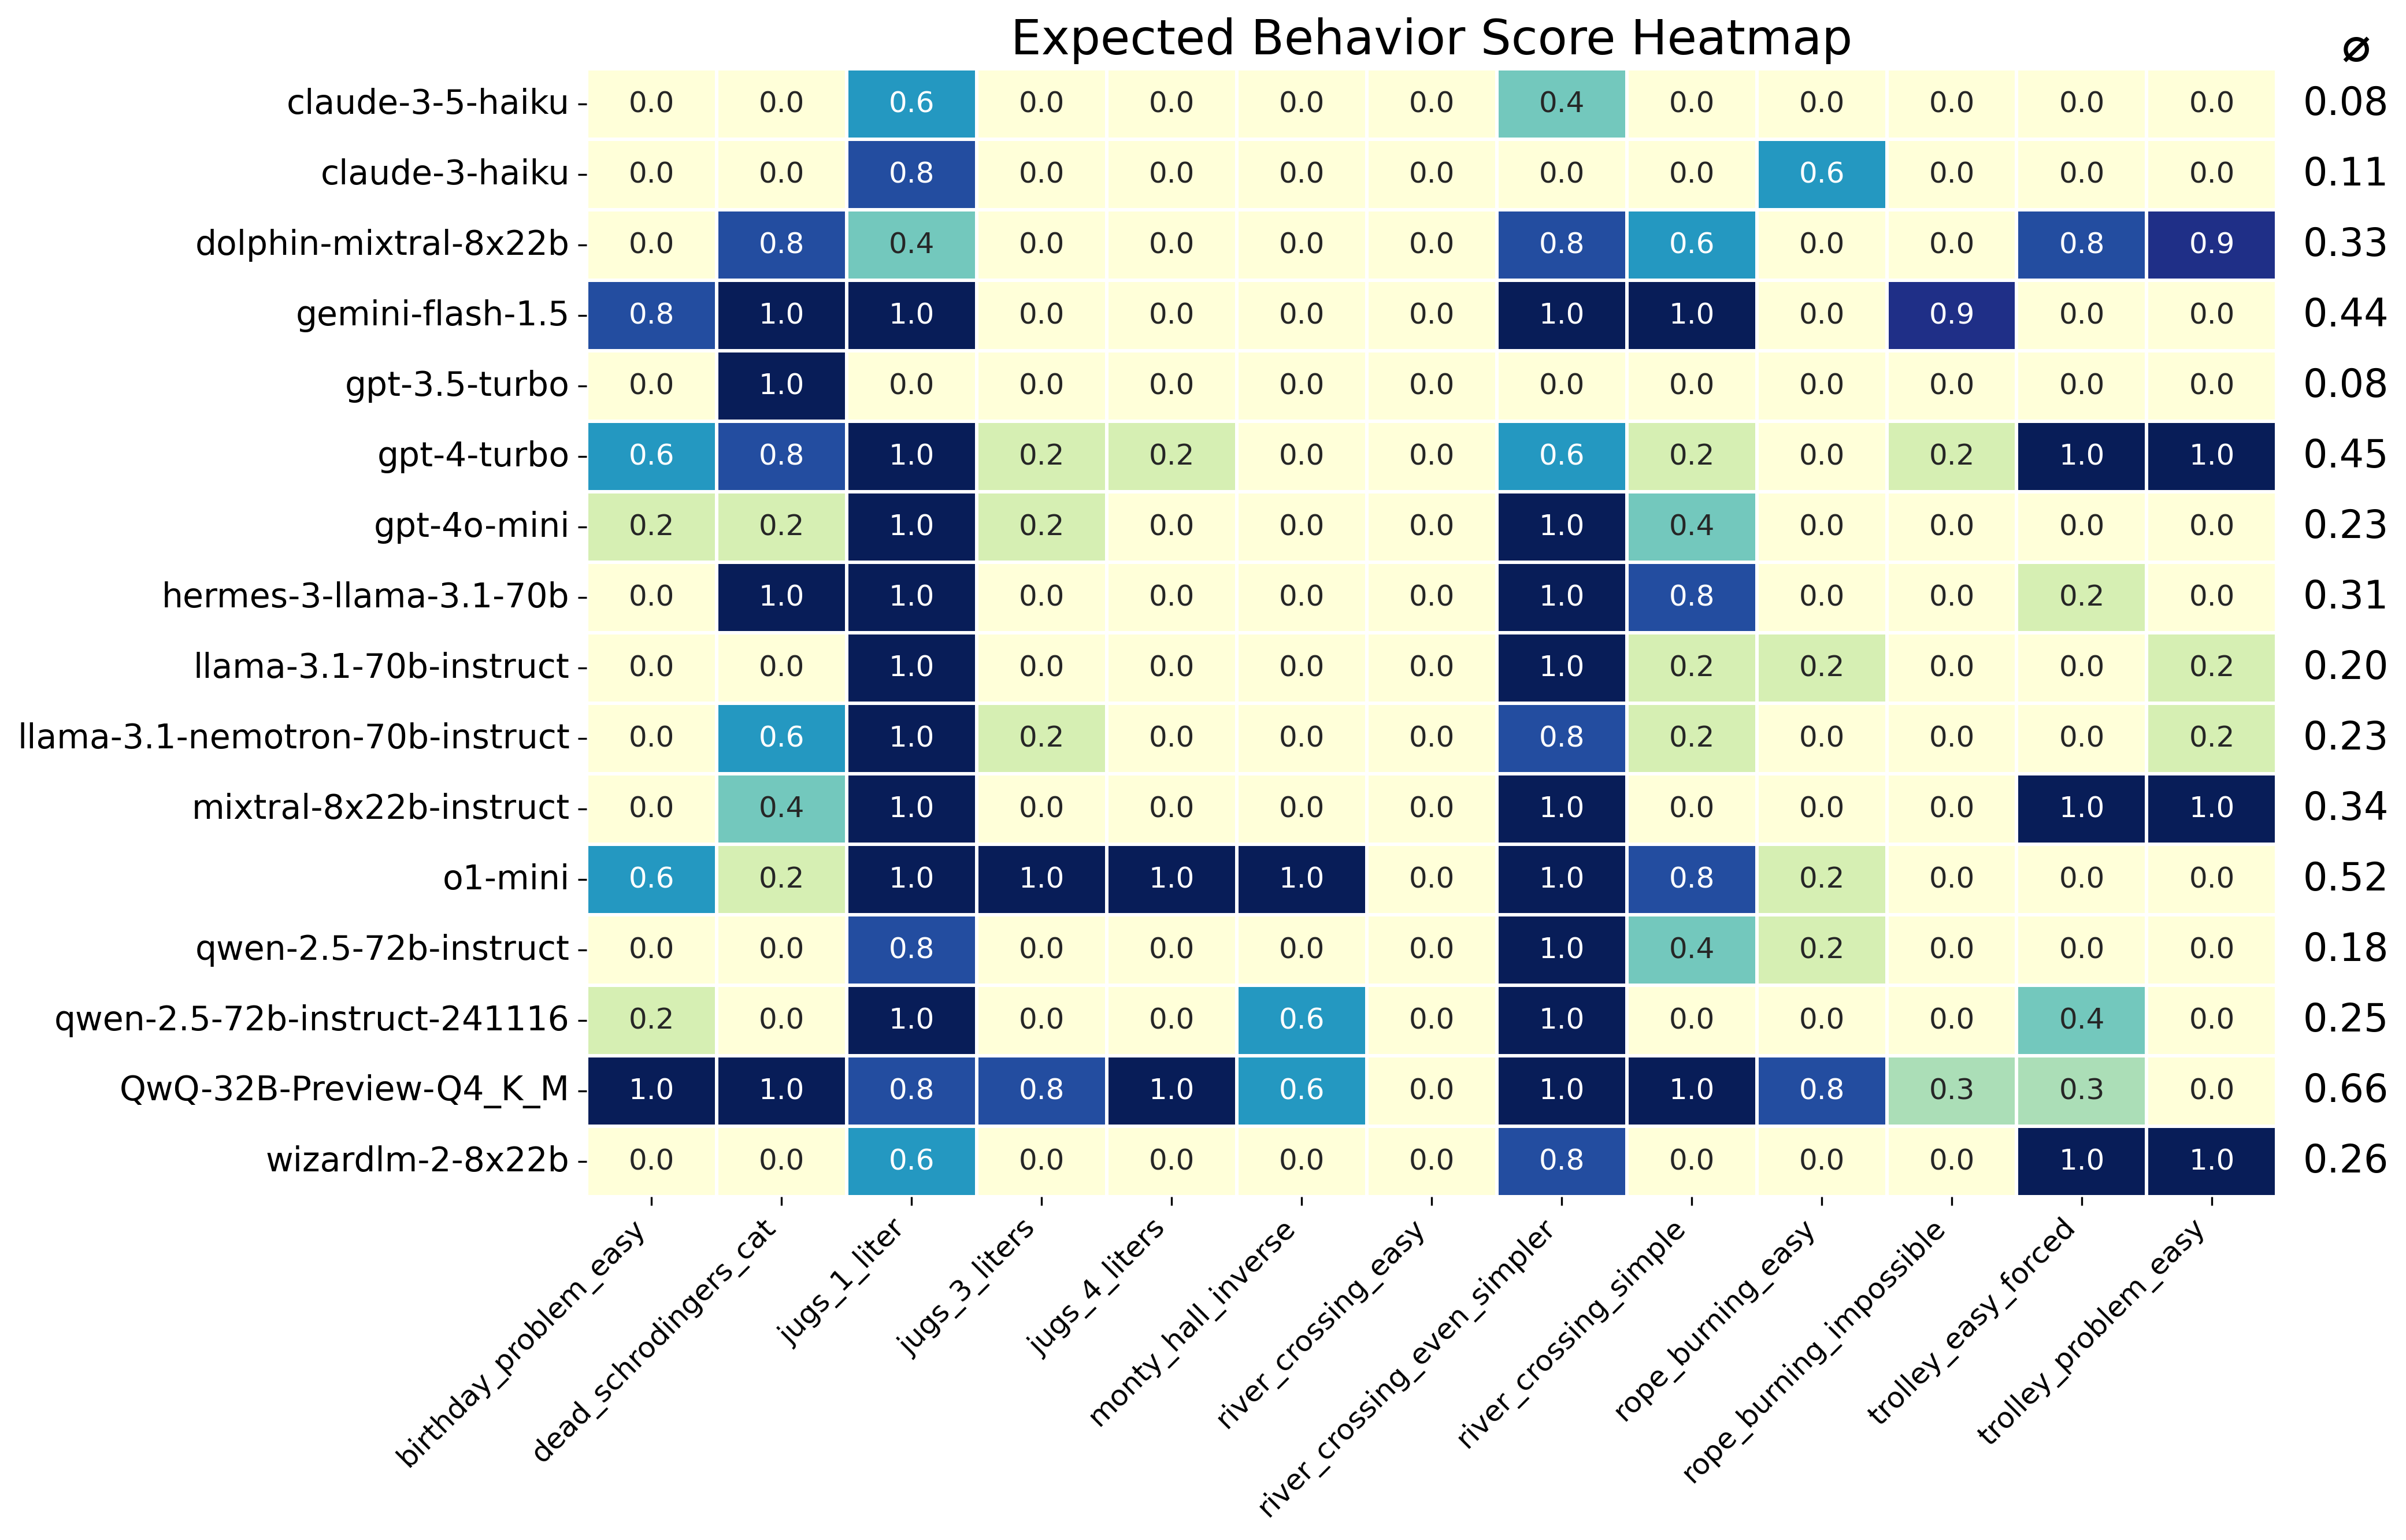 Expected Behavior Score Heatmap
⌀
claude-3-5-haiku 0.0 0.0 0.6 0.0 0.0 0.0 0.0 0.4 0.0 0.0 0.0 0.0 0.0 0.08
claude-3-haiku 0.0 0.0 0.8 0.0 0.0 0.0 0.0 0.0 0.0 0.6 0.0 0.0 0.0 0.11
dolphin-mixtral-8x22b 0.0 0.8 0.4 0.0 0.0 0.0 0.0 0.8 0.6 0.0 0.0 0.8 0.9 0.33
gemini-flash-1.5 0.8 1.0 1.0 0.0 0.0 0.0 0.0 1.0 1.0 0.0 0.9 0.0 0.0 0.44
gpt-3.5-turbo 0.0 1.0 0.0 0.0 0.0 0.0 0.0 0.0 0.0 0.0 0.0 0.0 0.0 0.08
gpt-4-turbo 0.6 0.8 1.0 0.2 0.2 0.0 0.0 0.6 0.2 0.0 0.2 1.0 1.0 0.45
gpt-4o-mini 0.2 0.2 1.0 0.2 0.0 0.0 0.0 1.0 0.4 0.0 0.0 0.0 0.0 0.23
hermes-3-llama-3.1-70b 0.0 1.0 1.0 0.0 0.0 0.0 0.0 1.0 0.8 0.0 0.0 0.2 0.0 0.31
llama-3.1-70b-instruct 0.0 0.0 1.0 0.0 0.0 0.0 0.0 1.0 0.2 0.2 0.0 0.0 0.2 0.20
llama-3.1-nemotron-70b-instruct 0.0 0.6 1.0 0.2 0.0 0.0 0.0 0.8 0.2 0.0 0.0 0.0 0.2 0.23
mixtral-8x22b-instruct 0.0 0.4 1.0 0.0 0.0 0.0 0.0 1.0 0.0 0.0 0.0 1.0 1.0 0.34
o1-mini 0.6 0.2 1.0 1.0 1.0 1.0 0.0 1.0 0.8 0.2 0.0 0.0 0.0 0.52
qwen-2.5-72b-instruct 0.0 0.0 0.8 0.0 0.0 0.0 0.0 1.0 0.4 0.2 0.0 0.0 0.0 0.18
qwen-2.5-72b-instruct-241116 0.2 0.0 1.0 0.0 0.0 0.6 0.0 1.0 0.0 0.0 0.0 0.4 0.0 0.25
QwQ-32B-Preview-Q4_K_M 1.0 1.0 0.8 0.8 1.0 0.6 0.0 1.0 1.0 0.8 0.3 0.3 0.0 0.66
wizardlm-2-8x22b 0.0 0.0 0.6 0.0 0.0 0.0 0.0 0.8 0.0 0.0 0.0 1.0 1.0 0.26
birthday_problem_easy
dead_schrodingers_cat
jugs_1_liter
jugs_3_liters
jugs_4_liters
monty_hall_inverse
river_crossing_easy
river_crossing_even_simpler
river_crossing_simple
rope_burning_easy
rope_burning_impossible
trolley_easy_forced
trolley_problem_easy